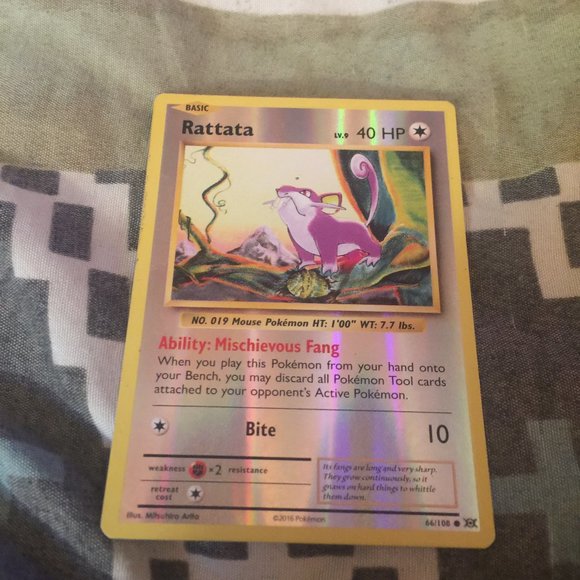 BASIC
Rattata LV.9 40 HP
NO. 019 Mouse Pokémon HT: 1'00" WT: 7.7 lbs.
Ability: Mischievous Fang
When you play this Pokémon from your hand onto
your Bench, you may discard all Pokémon Tool cards
attached to your opponent's Active Pokémon.
Bite 10
weakness ×2 resistance
retreat
cost
Its fangs are long and very sharp.
They grow continuously, so it
gnaws on hard things to whittle
them down.
Illus. Mitsuhiro Arita
©2016 Pokémon
66/108